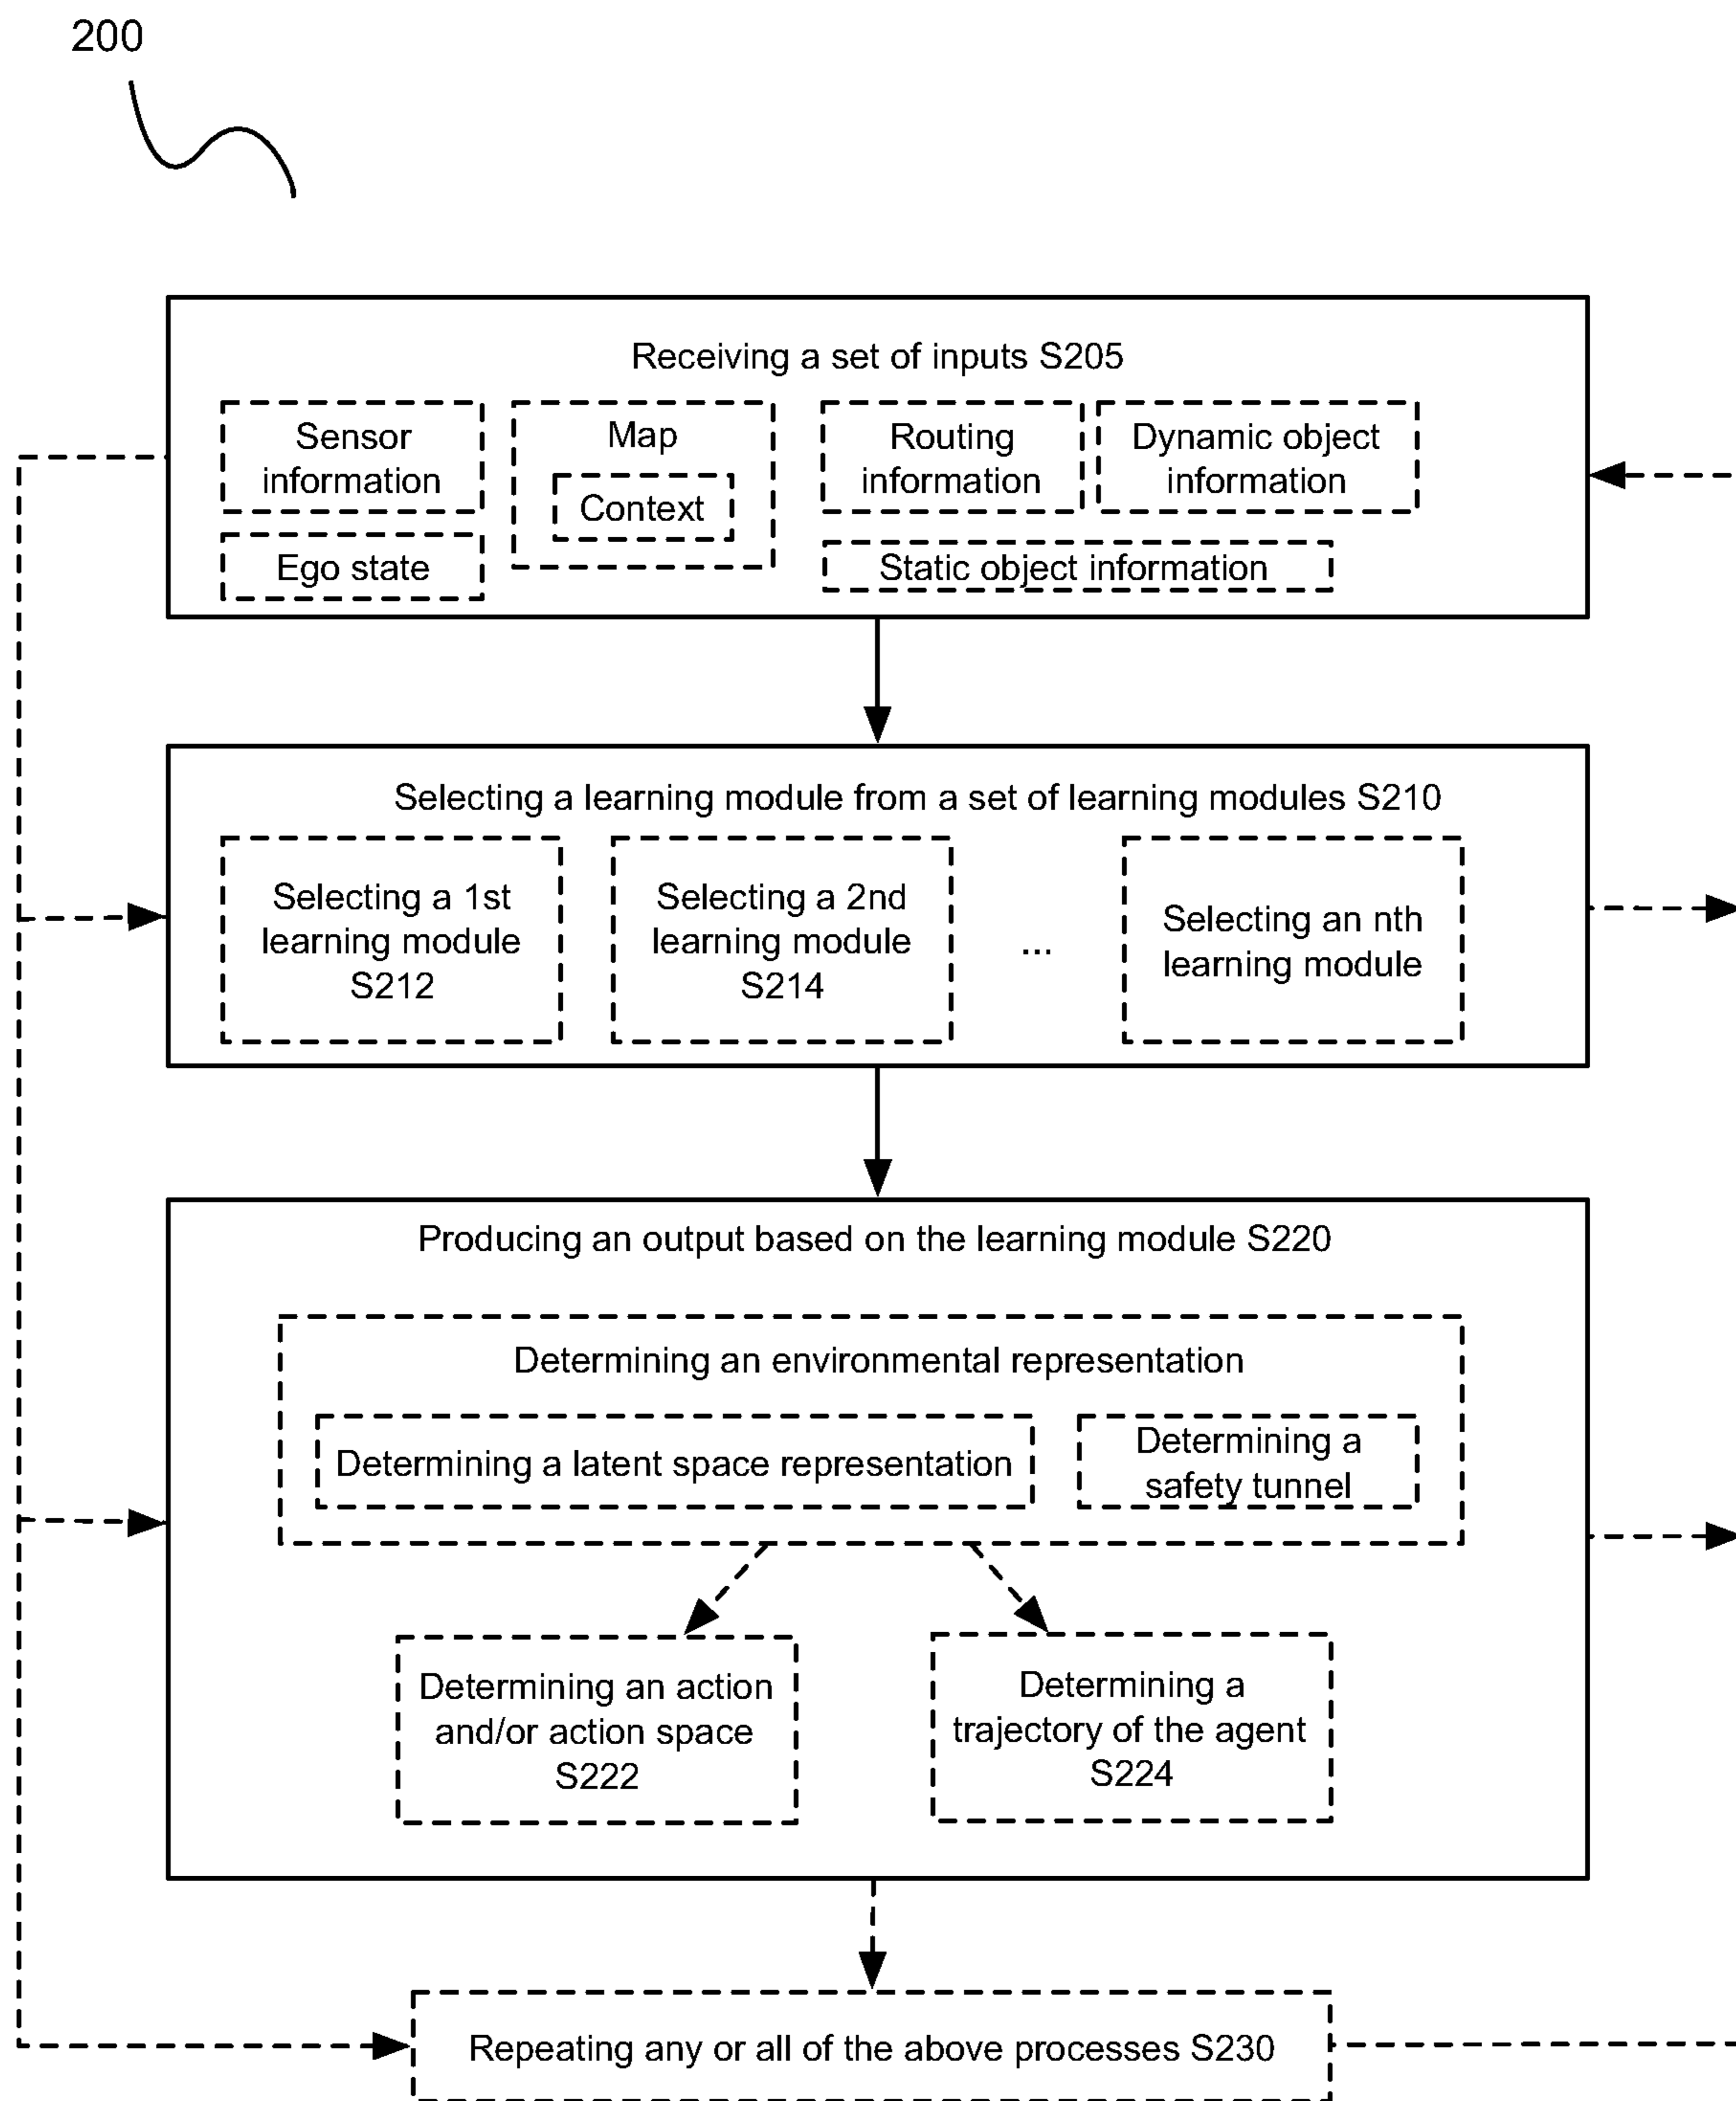 200
Receiving a set of inputs S205
Sensor
information
Map
Context
Routing
information
Dynamic object
information
Ego state
Static object information
Selecting a learning module from a set of learning modules S210
Selecting a 1st
learning module
S212
Selecting a 2nd
learning module
S214
...
Selecting an nth
learning module
Producing an output based on the learning module S220
Determining an environmental representation
Determining a latent space representation
Determining a
safety tunnel
Determining an action
and/or action space
S222
Determining a
trajectory of the agent
S224
Repeating any or all of the above processes S230